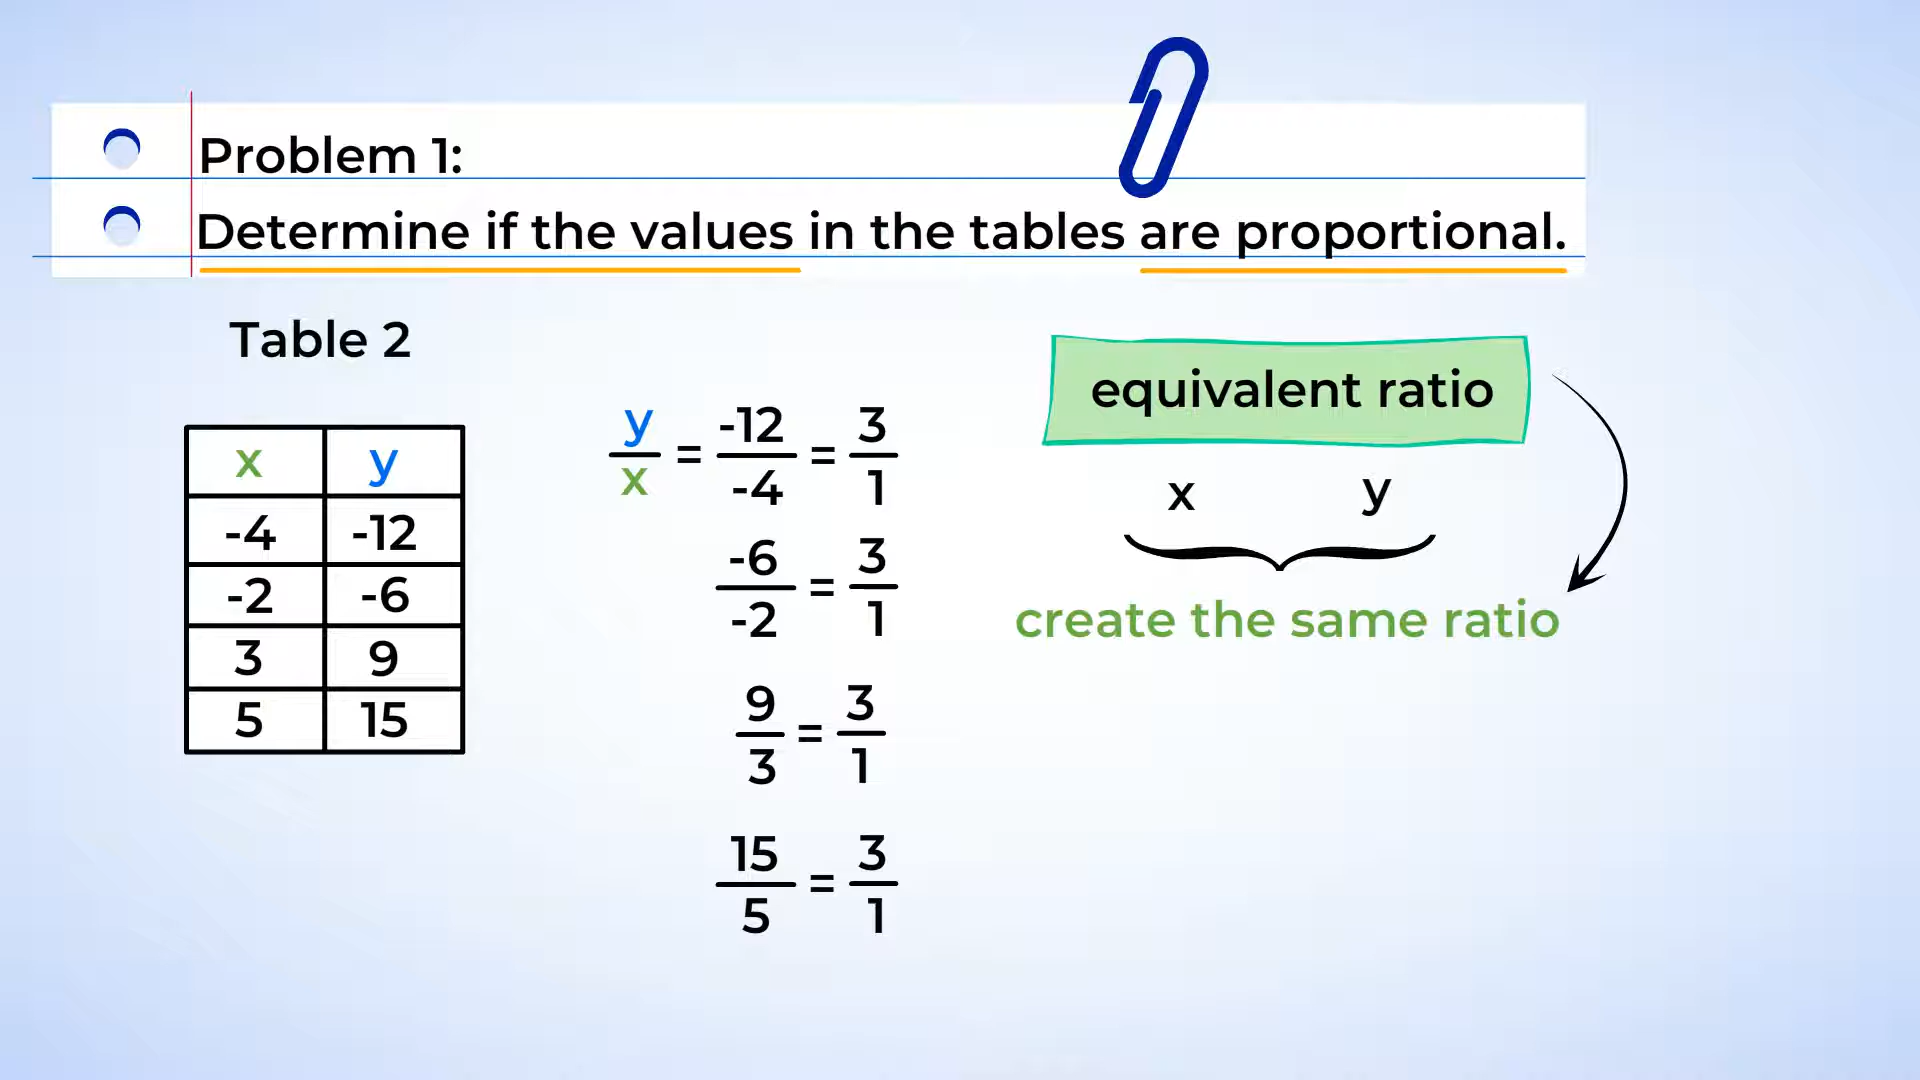 Problem 1:
Determine if the values in the tables are proportional.
Table 2
x y
-4 -12
-2 -6
3 9
5 15
y/x = -12/-4 = 3/1
-6/-2 = 3/1
9/3 = 3/1
15/5 = 3/1
equivalent ratio
x y
create the same ratio